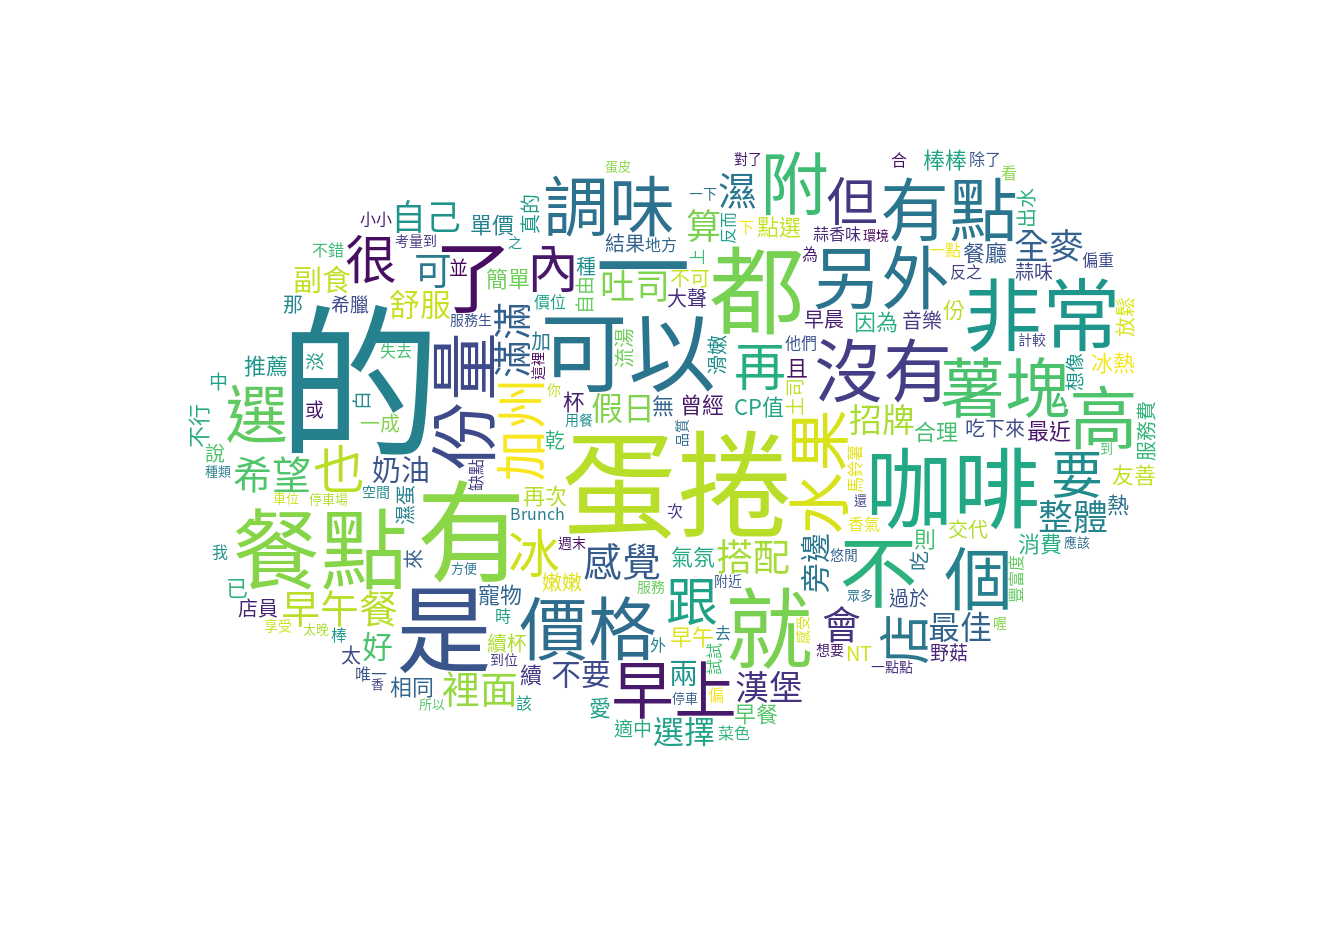 蛋皮
對了
合
棒棒
除了
看
小小
自己
單價
真的
調味
一下
濕
附
但
有點
出水
不錯
考量到
很
了
之
內
結果
地方
一
算
反而
下
點選
蒜香味
環境
一點
餐廳
全麥
副食
可
並
簡單
種
自由
吐司
不可
上
都
為
另外
反之
蒜味
偏重
那
希臘
舒服
服務生
價位
大聲
早晨
因為
音樂
份
非常
放鬆
的
失去
份量
滿滿
加
這裡
可以
流湯
滑嫩
再
他們
且
沒有
計較
想像
冰熱
推薦
淡
中
選
或
白
一成
加州
你
杯
用餐
假日
無
曾經
CP值
土司
薯塊
高
不行
說
種類
希望
也
奶油
缺點
乾
品質
水果
招牌
馬鈴薯
合理
吃下來
最近
到
服務費
車位
停車場
空間
濕蛋
有
再次
Brunch
蛋捲
次
還
香氣
咖啡
要
友善
餐點
來
冰
週末
感覺
氣氛
搭配
旁邊
悠閒
不
則
交代
整體
熱
消費
應該
我
已
店員
早午餐
方便
嫩嫩
服務
附近
眾多
吃
過於
個
豐富度
享受
太晚
棒
是
寵物
時
價格
跟
就
感受
會
店
最佳
喔
好
太
唯一
香
相同
續杯
到位
裡面
所以
續
該
不要
外
早午
去
試試
兩
早上
停車
偏
漢堡
想要
NT
一點點
野菇
愛
適中
選擇
早餐
菜色